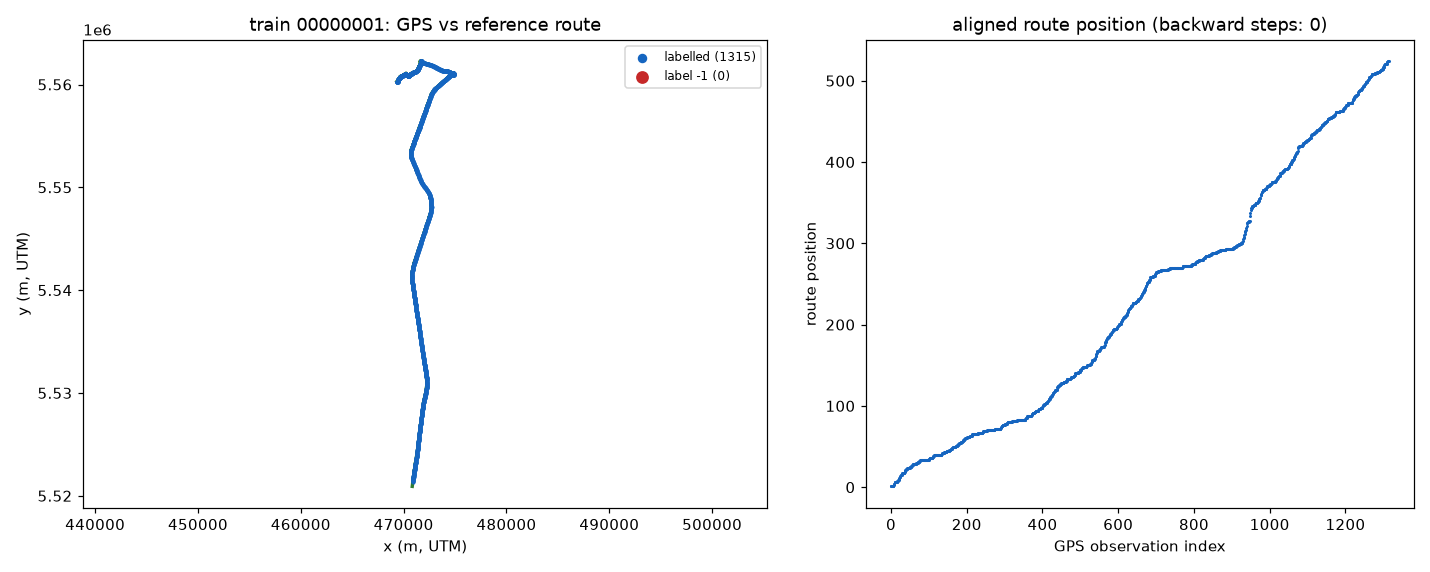 train 00000001: GPS vs reference route
1e6
labelled (1315)
label -1 (0)
5.56
5.55
5.54
5.53
5.52
y (m, UTM)
440000 450000 460000 470000 480000 490000 500000
x (m, UTM)
aligned route position (backward steps: 0)
500
400
300
200
100
0
route position
0 200 400 600 800 1000 1200
GPS observation index